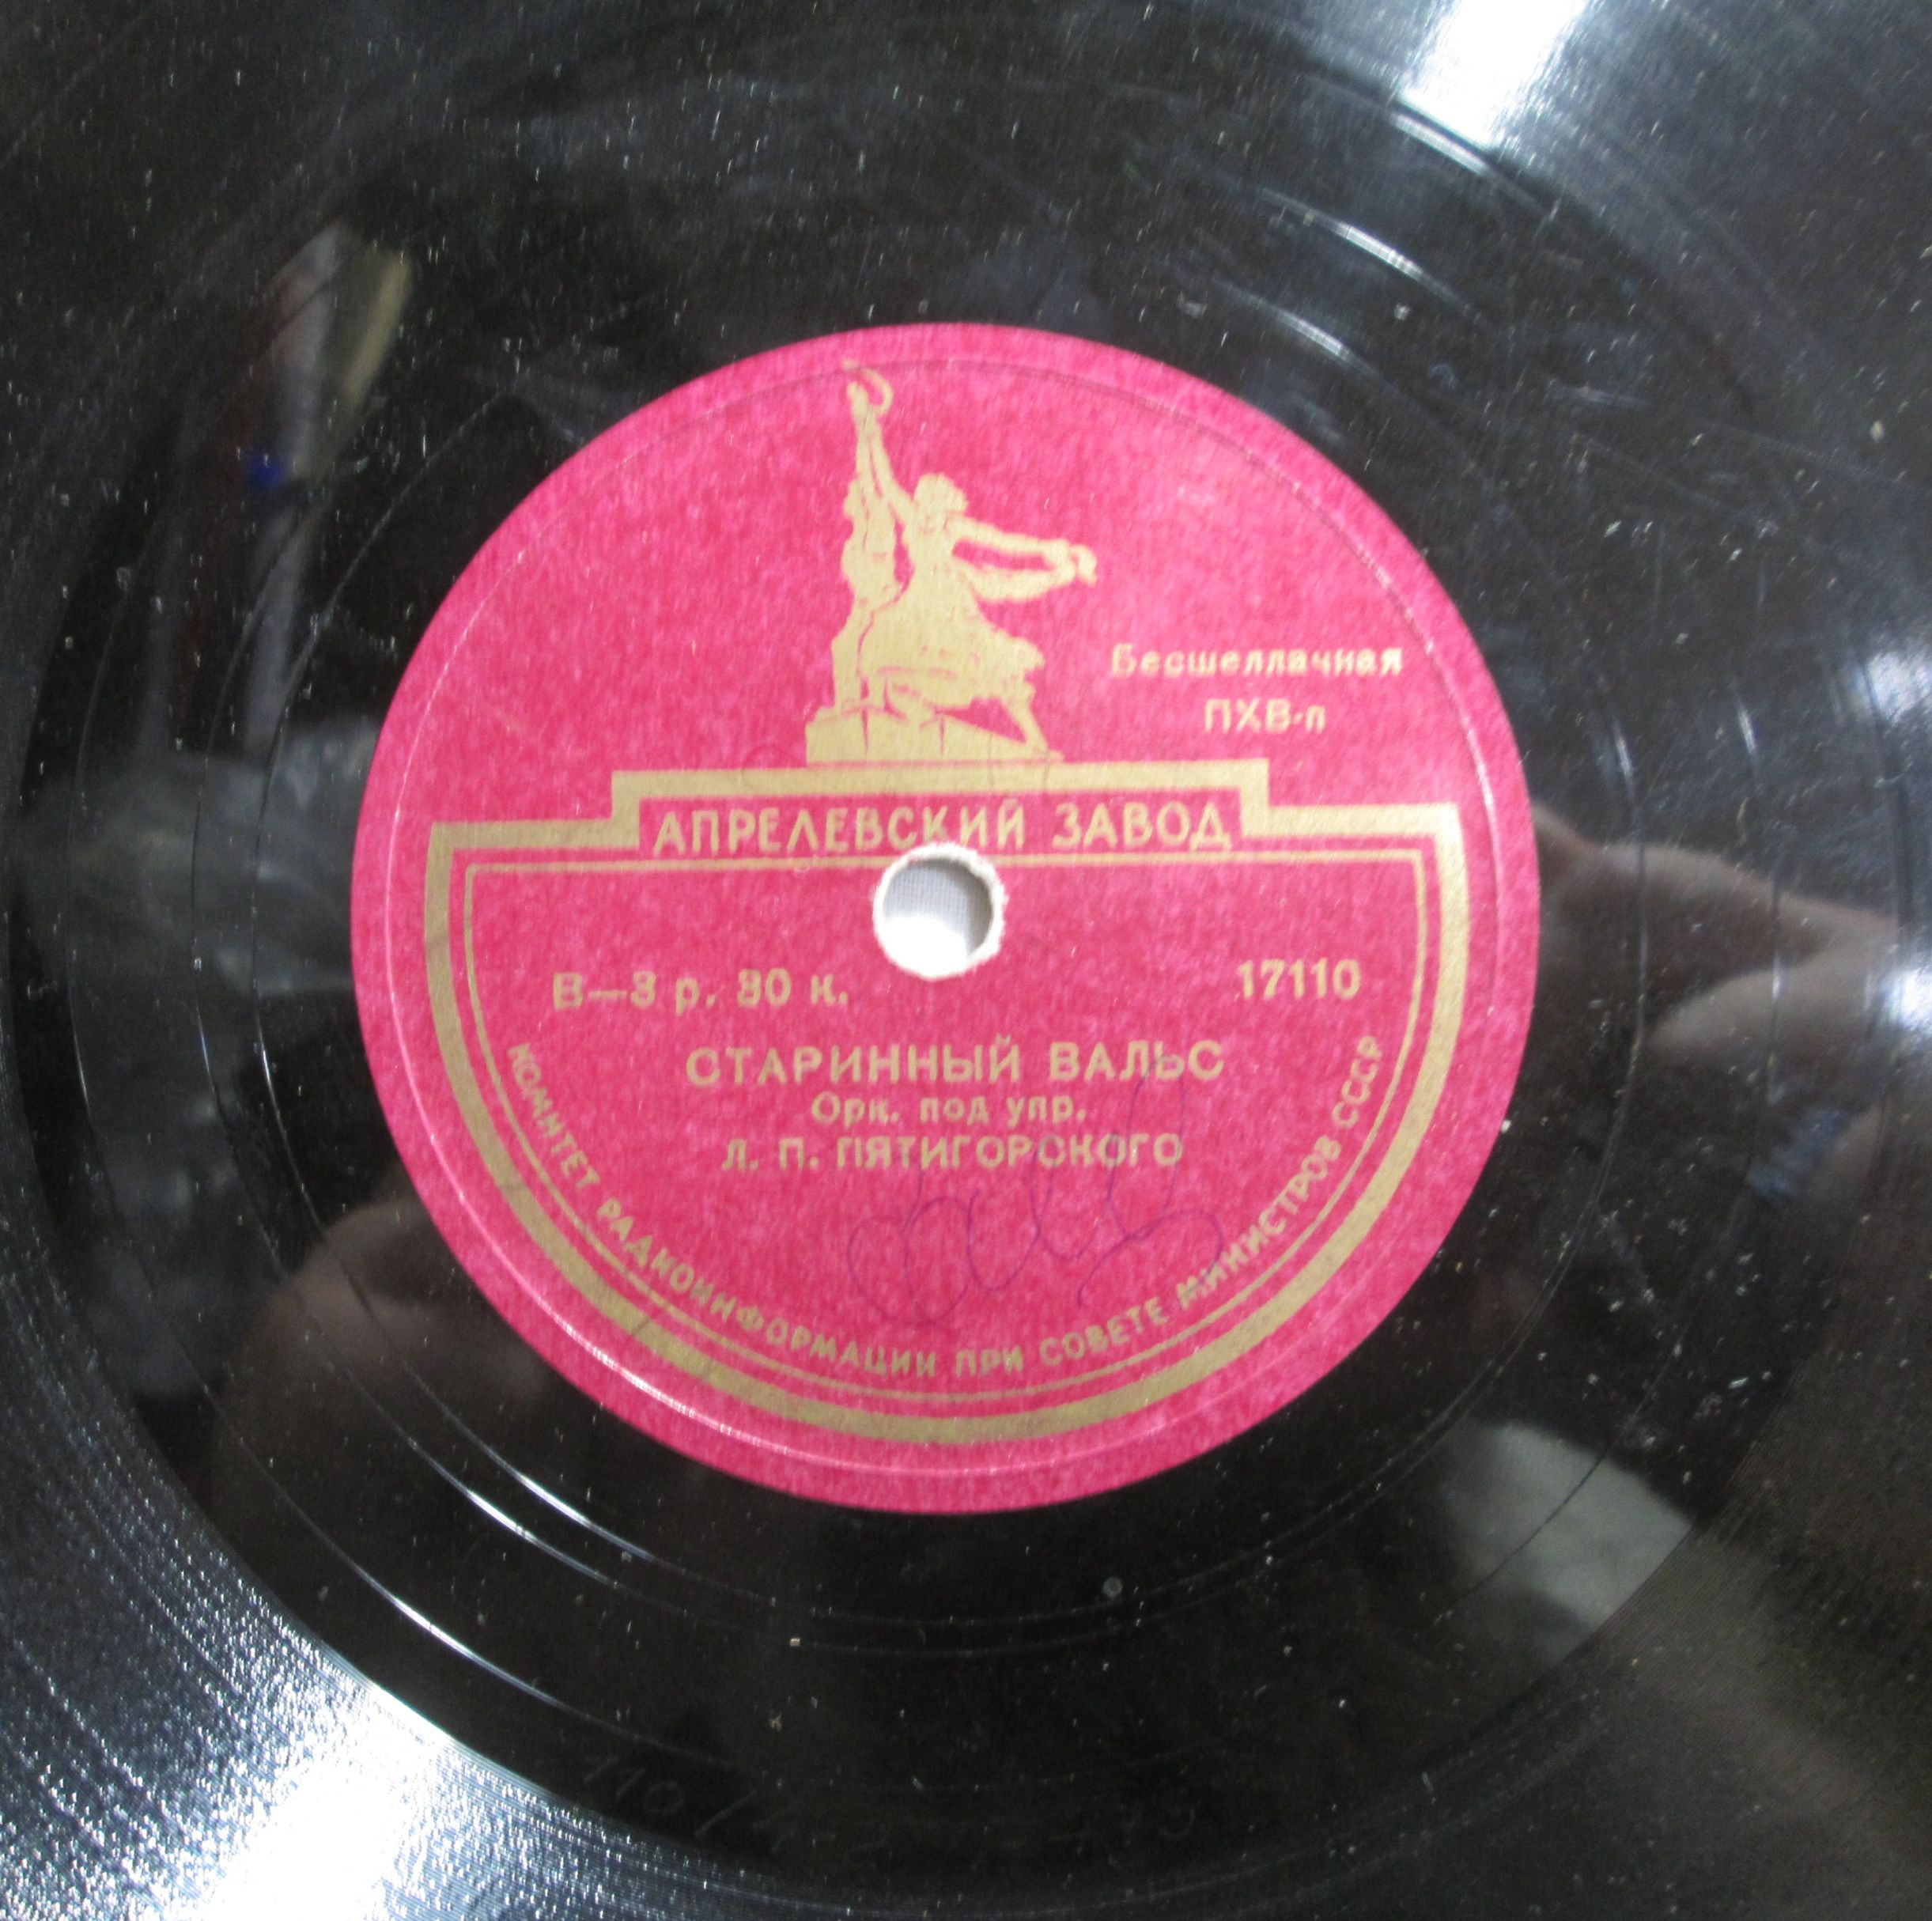 Бесшеллачная
ПХВ-п
АПРЕЛЕВСКИЙ ЗАВОД
В—3 р. 30 к.
17110
СТАРИННЫЙ ВАЛЬС
Орк. под упр.
Л. П. ПЯТИГОРСКОГО
КОМИТЕТ РАДИОИНФОРМАЦИИ ПРИ СОВЕТЕ МИНИСТРОВ СССР